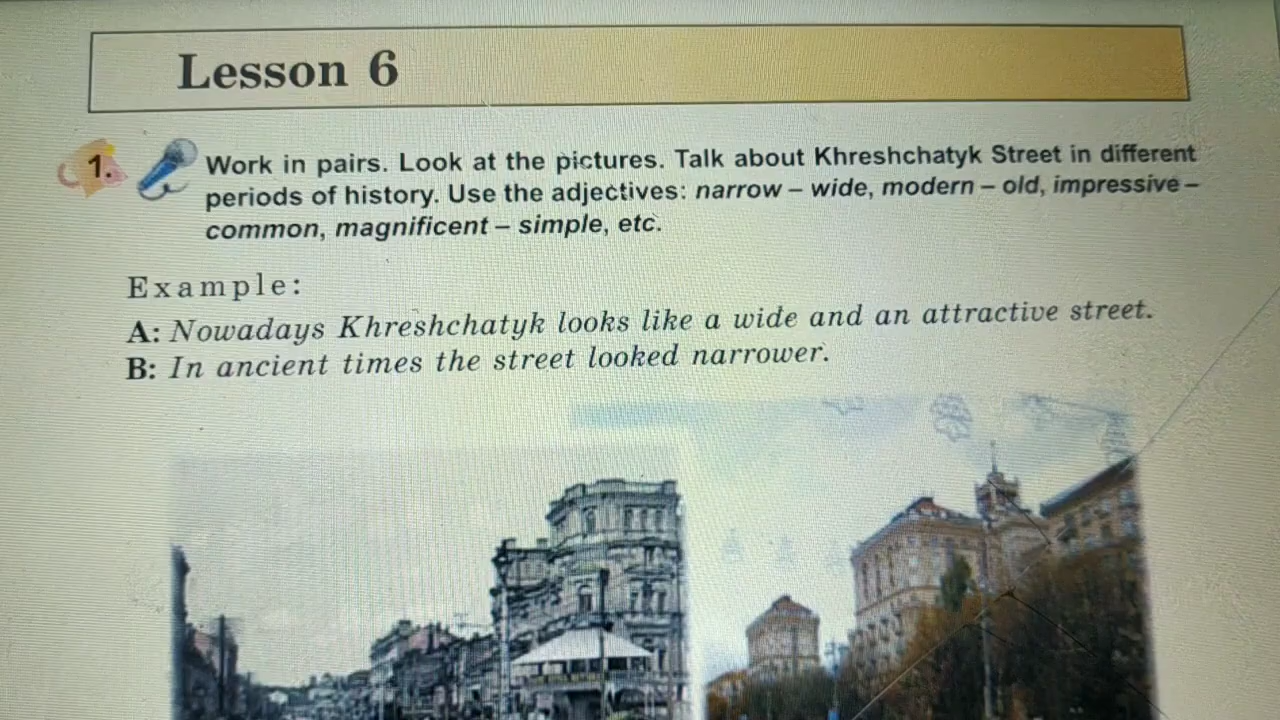 Lesson 6
1.
Work in pairs. Look at the pictures. Talk about Khreshchatyk Street in different
periods of history. Use the adjectives: narrow – wide, modern – old, impressive –
common, magnificent – simple, etc.
Example:
A: Nowadays Khreshchatyk looks like a wide and an attractive street.
B: In ancient times the street looked narrower.